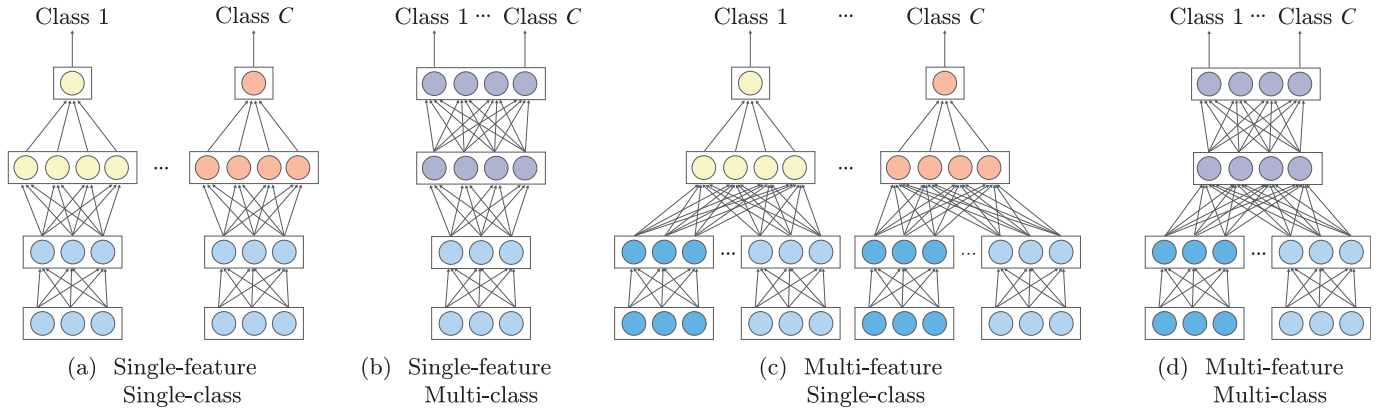 Class 1 Class C Class 1 ··· Class C Class 1 ··· Class C Class 1 ··· Class C
··· ···
··· ··· ···
(a) Single-feature (b) Single-feature (c) Multi-feature (d) Multi-feature
Single-class Multi-class Single-class Multi-class